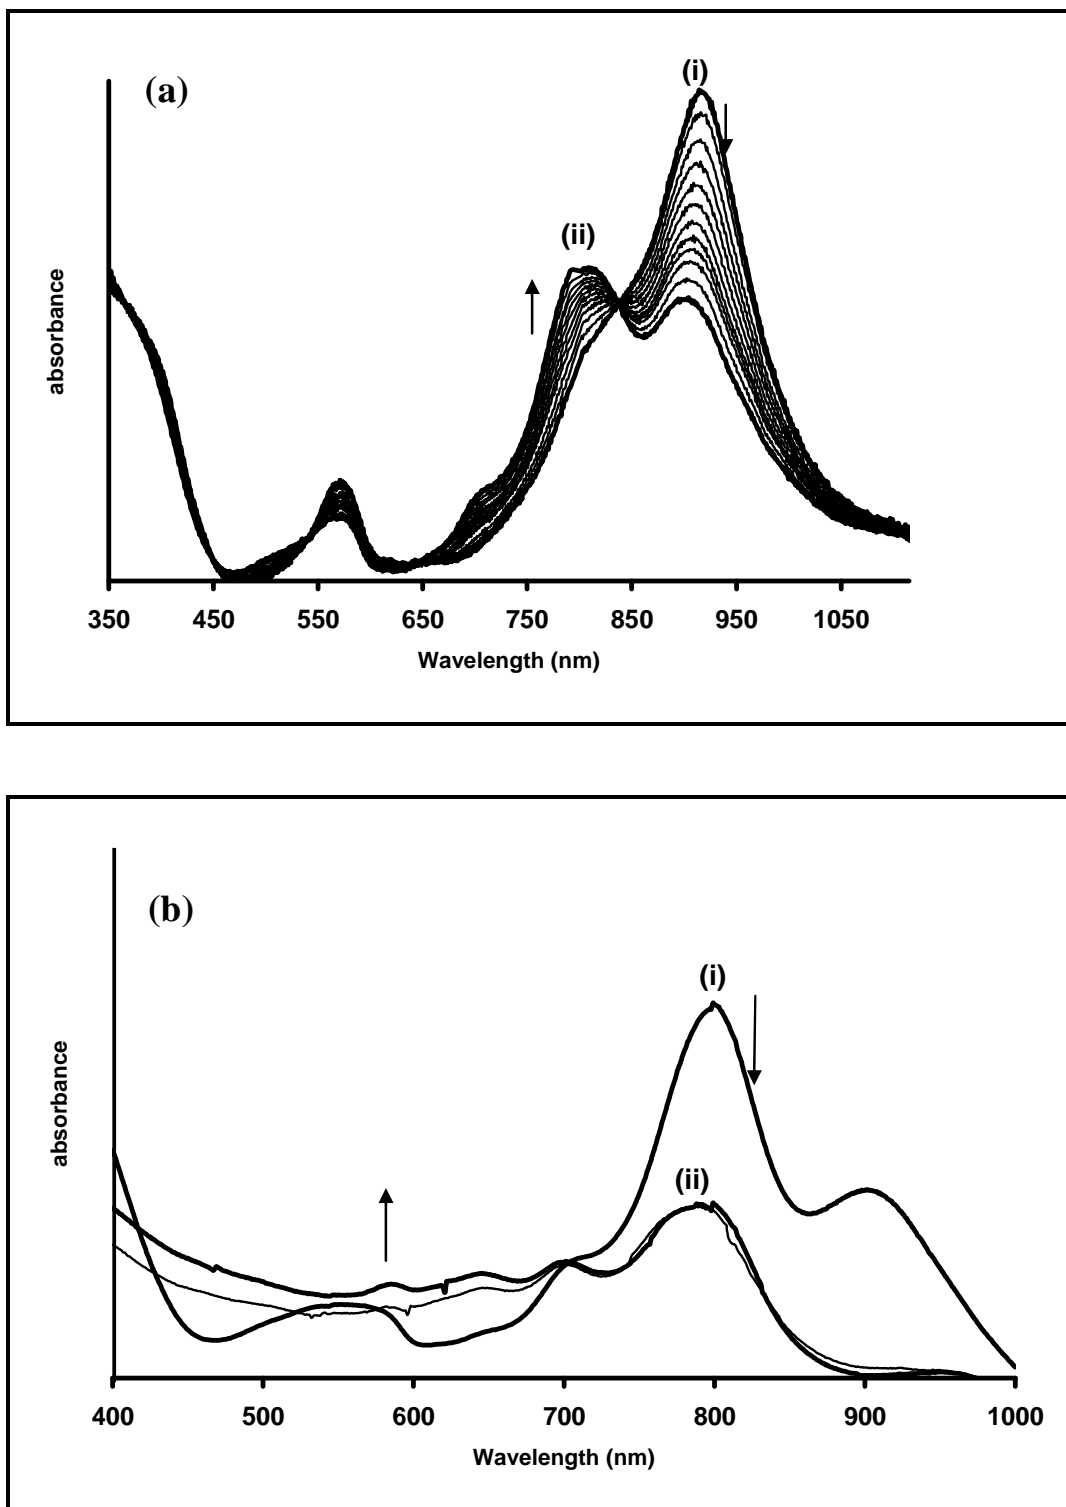 (a)
(i)
(ii)
absorbance
350 450 550 650 750 850 950 1050
Wavelength (nm)
(b)
(i)
(ii)
absorbance
400 500 600 700 800 900 1000
Wavelength (nm)